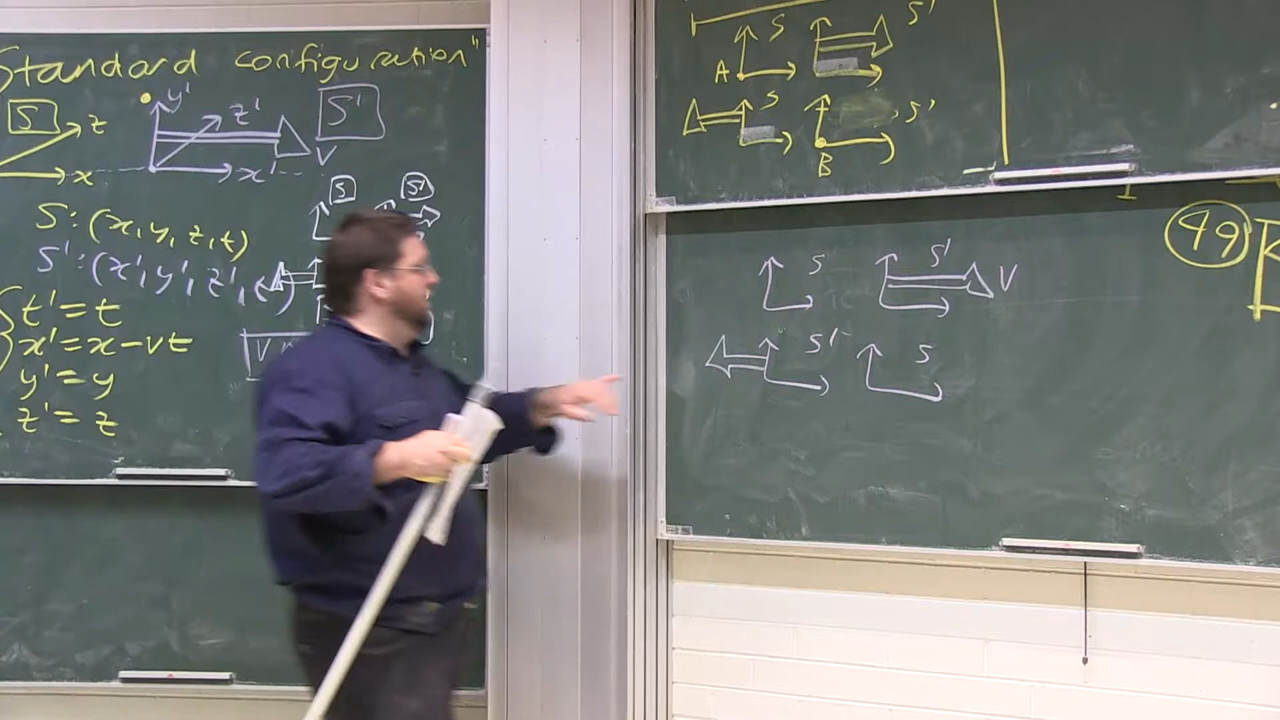 Standard configuration"
S
z
x
y'
z'
x'
S'
V
S: (x, y, z, t)
S': (x', y', z', t')
t' = t
x' = x - vt
y' = y
z' = z
S
S'
V
A
S
S'
S
S'
B
S
S'
V
S'
S
49